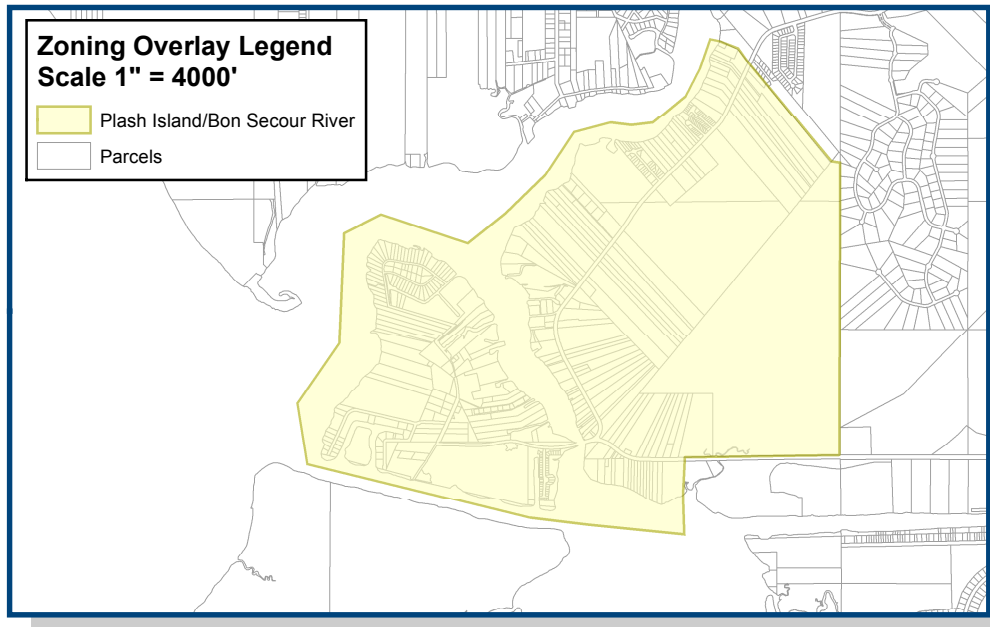 Zoning Overlay Legend
Scale 1" = 4000'
Plash Island/Bon Secour River
Parcels